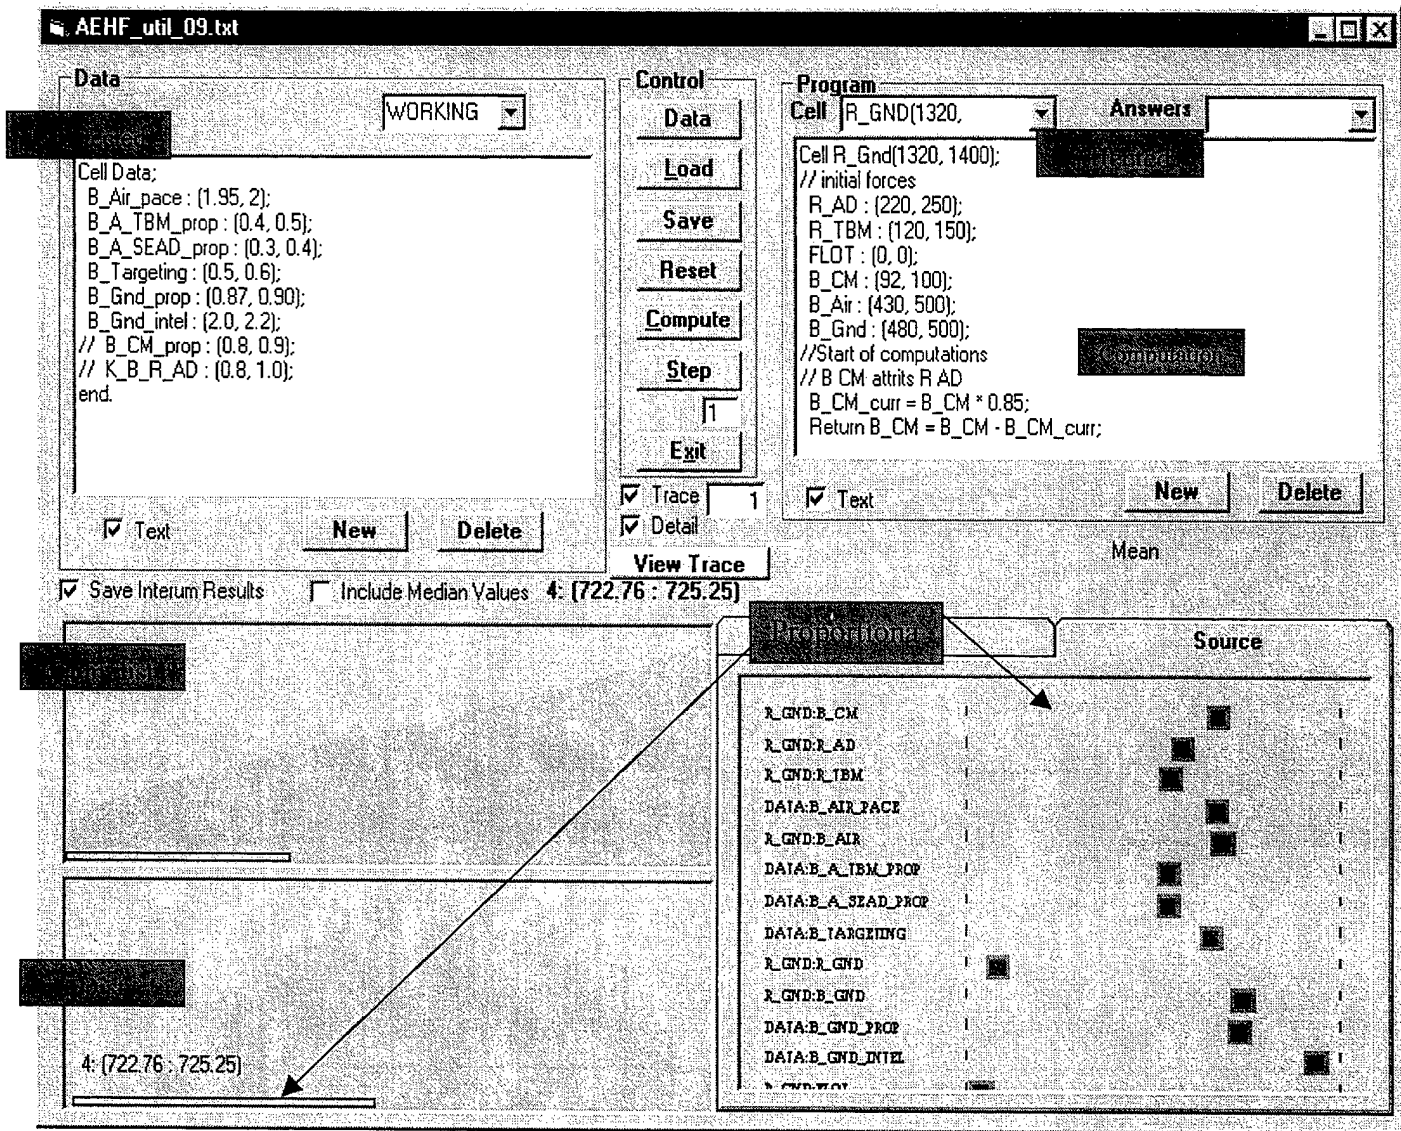 AEHF_util_09.txt
Data
WORKING
Cell Data;
B_Air_pace : (1.95, 2);
B_A_TBM_prop : (0.4, 0.5);
B_A_SEAD_prop : (0.3, 0.4);
B_Targeting : (0.5, 0.6);
B_Gnd_prop : (0.87, 0.90);
B_Gnd_intel : (2.0, 2.2);
// B_CM_prop : (0.8, 0.9);
// K_B_R_AD : (0.8, 1.0);
end.
Text
New
Delete
Control
Data
Load
Save
Reset
Compute
Step
1
Exit
Trace 1
Detail
View Trace
Program
Cell R_GND(1320,
Answers
Cell R_Gnd(1320, 1400);
// initial forces
R_AD : (220, 250);
R_TBM : (120, 150);
FLOT : (0, 0);
B_CM : (92, 100);
B_Air : (430, 500);
B_Gnd : (480, 500);
//Start of computations
// B CM attrits R AD
B_CM_curr = B_CM * 0.85;
Return B_CM = B_CM - B_CM_curr;
Computation
Text
New
Delete
Mean
Save Interum Results
Include Median Values
4: (722.76 : 725.25)
Proportiona
Source
R_GND:B_CM
R_GND:R_AD
R_GND:R_TBM
DATA:B_AIR_PACE
R_GND:B_AIR
DATA:B_A_TBM_PROP
DATA:B_A_SEAD_PROP
DATA:B_TARGETING
R_GND:R_GND
R_GND:B_GND
DATA:B_GND_PROP
DATA:B_GND_INTEL
R_GND:FLOT
4: (722.76 : 725.25)